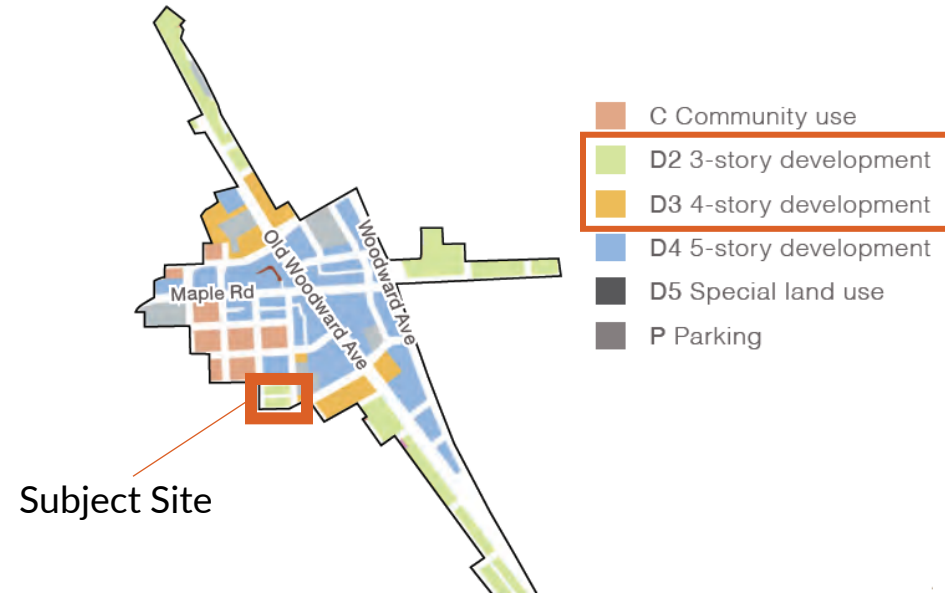 C Community use
D2 3-story development
D3 4-story development
D4 5-story development
D5 Special land use
P Parking
Old Woodward Ave
Woodward Ave
Maple Rd
Subject Site